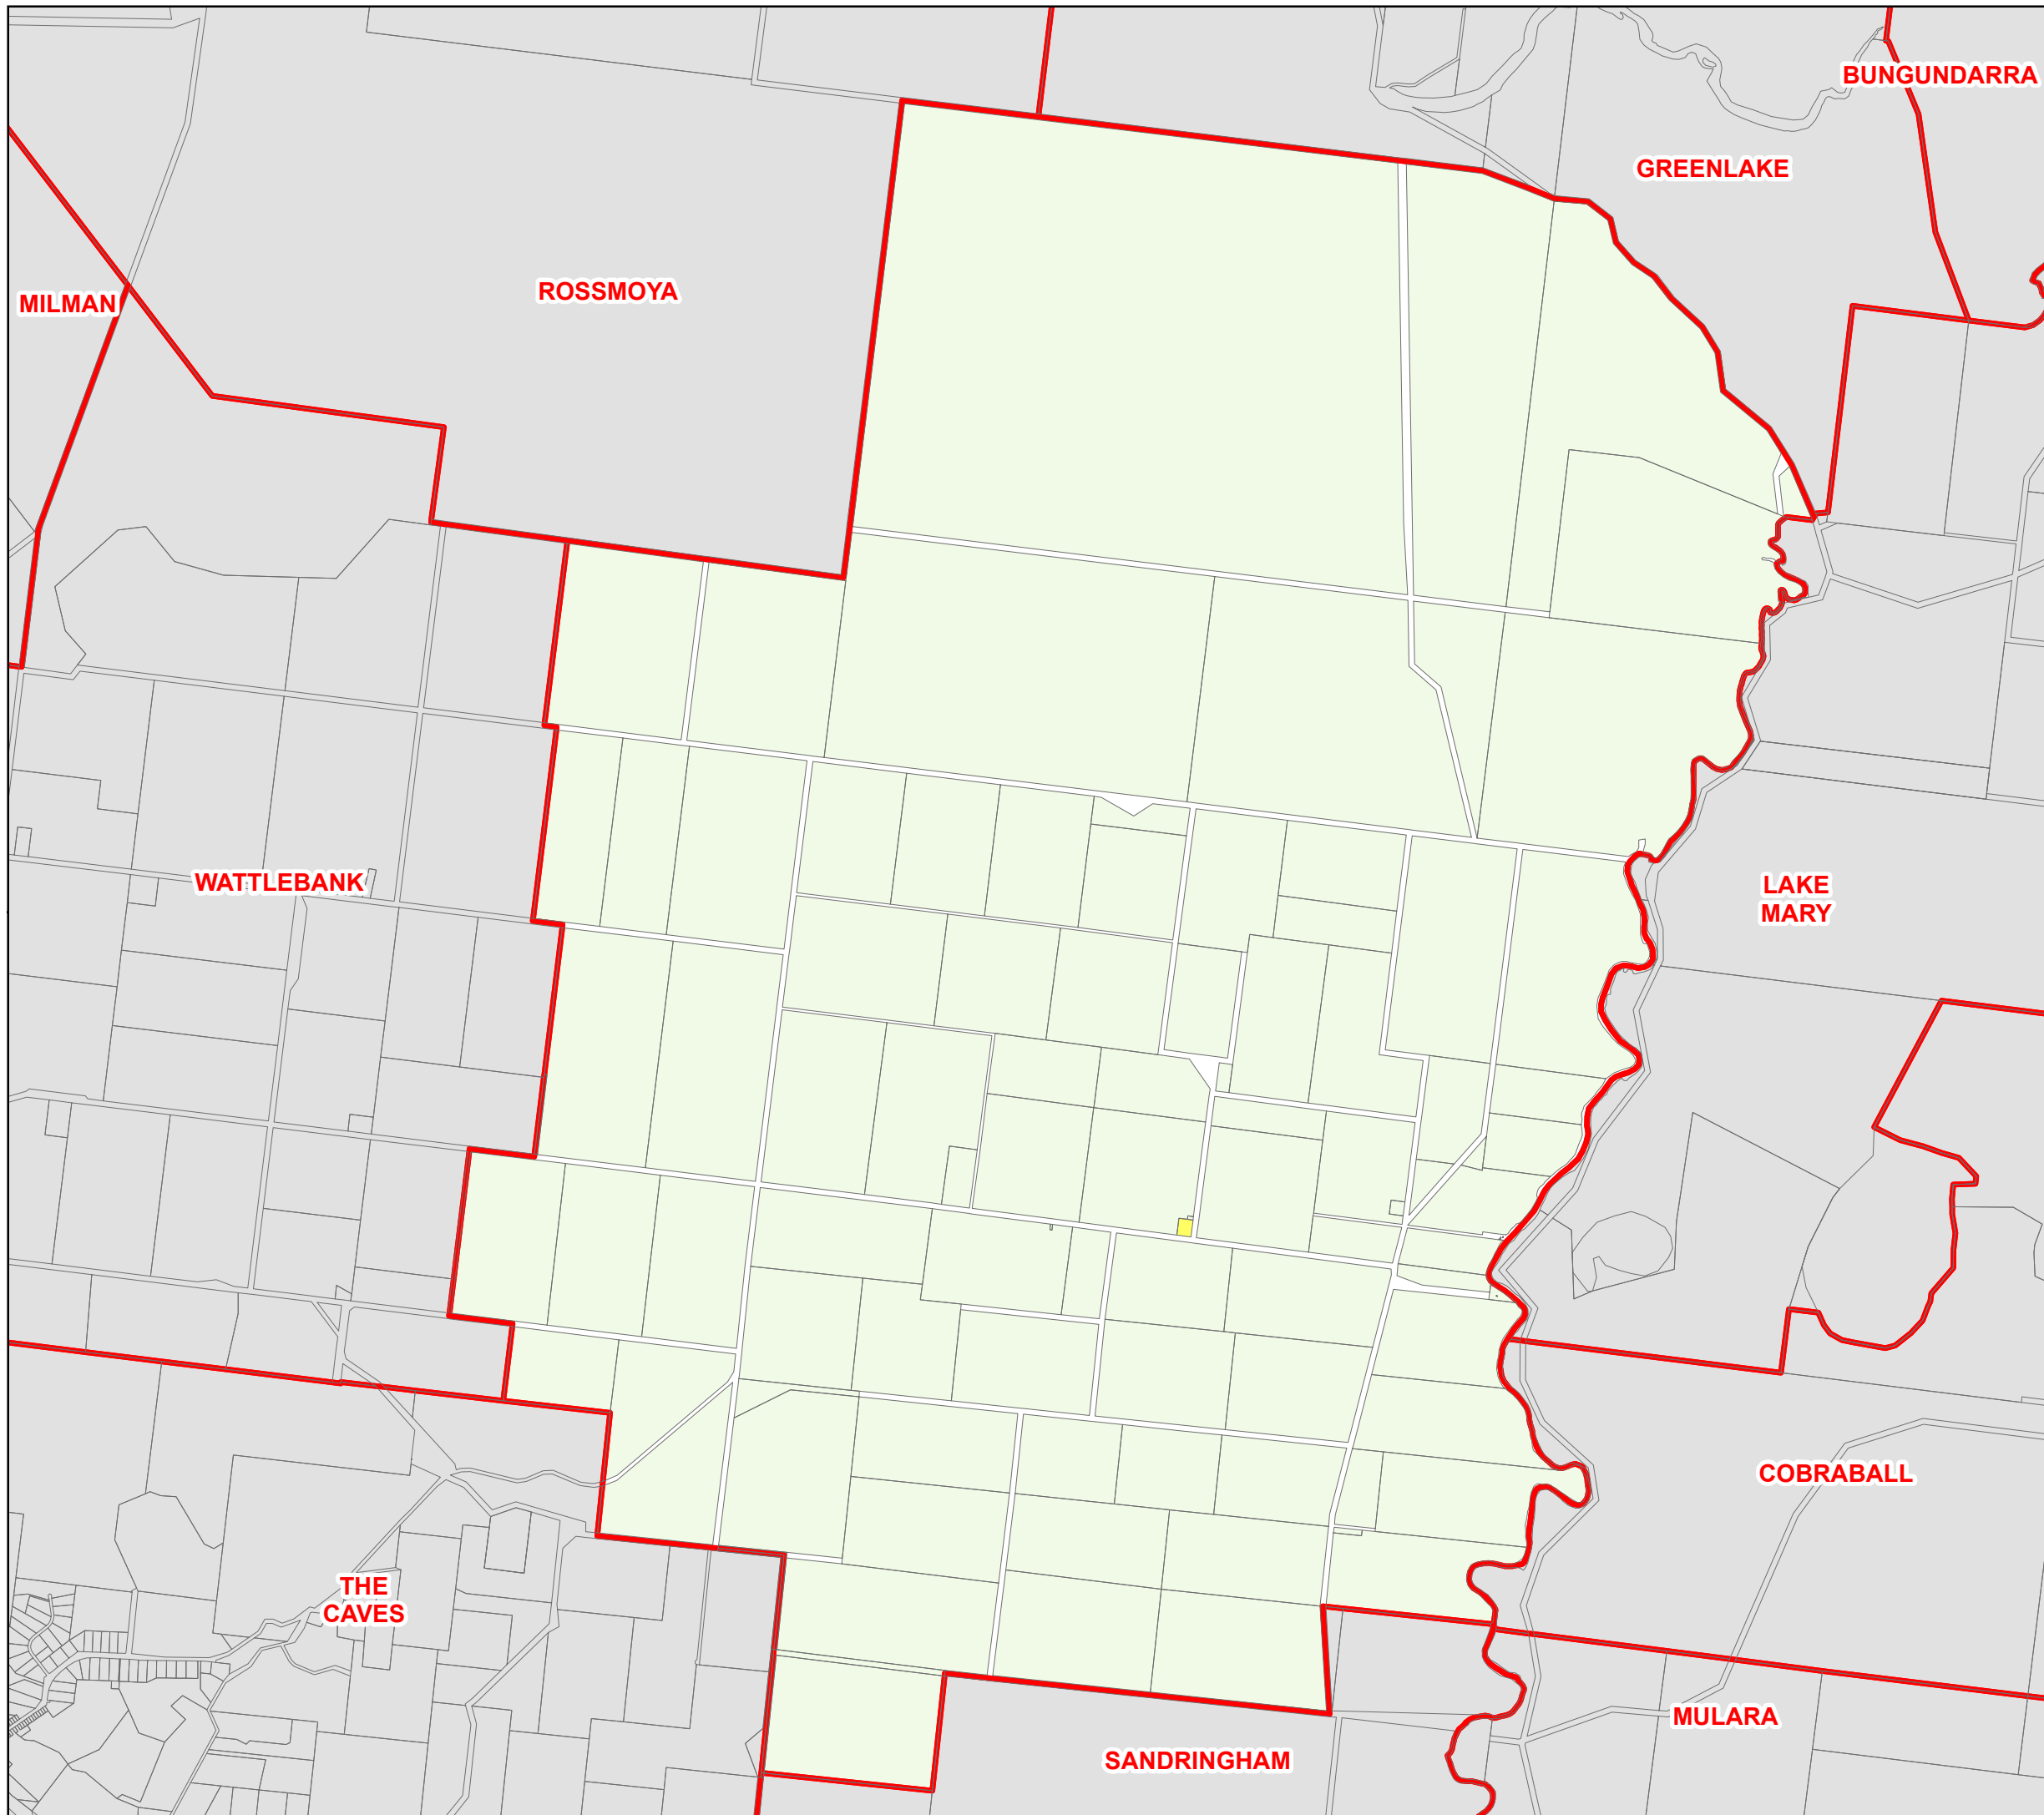 BUNGUNDARRA
GREENLAKE
ROSSMOYA
MILMAN
WATTLEBANK
LAKE
MARY
COBRABALL
THE
CAVES
MULARA
SANDRINGHAM